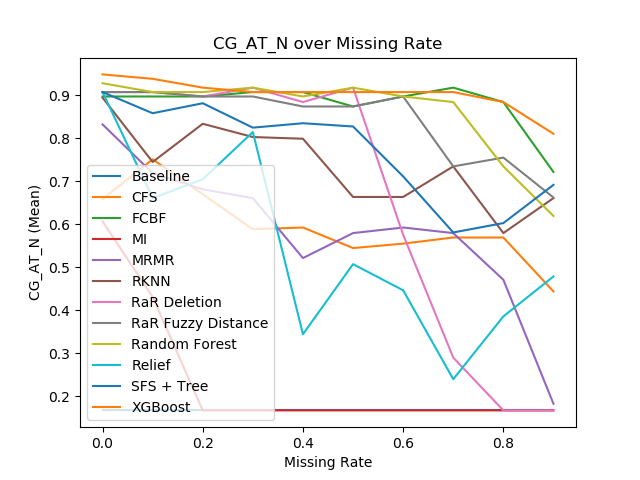 CG_AT_N over Missing Rate
CG_AT_N (Mean)
0.9
0.8
0.7
0.6
0.5
0.4
0.3
0.2
Baseline
CFS
FCBF
MI
MRMR
RKNN
RaR Deletion
RaR Fuzzy Distance
Random Forest
Relief
SFS + Tree
XGBoost
0.0 0.2 0.4 0.6 0.8
Missing Rate